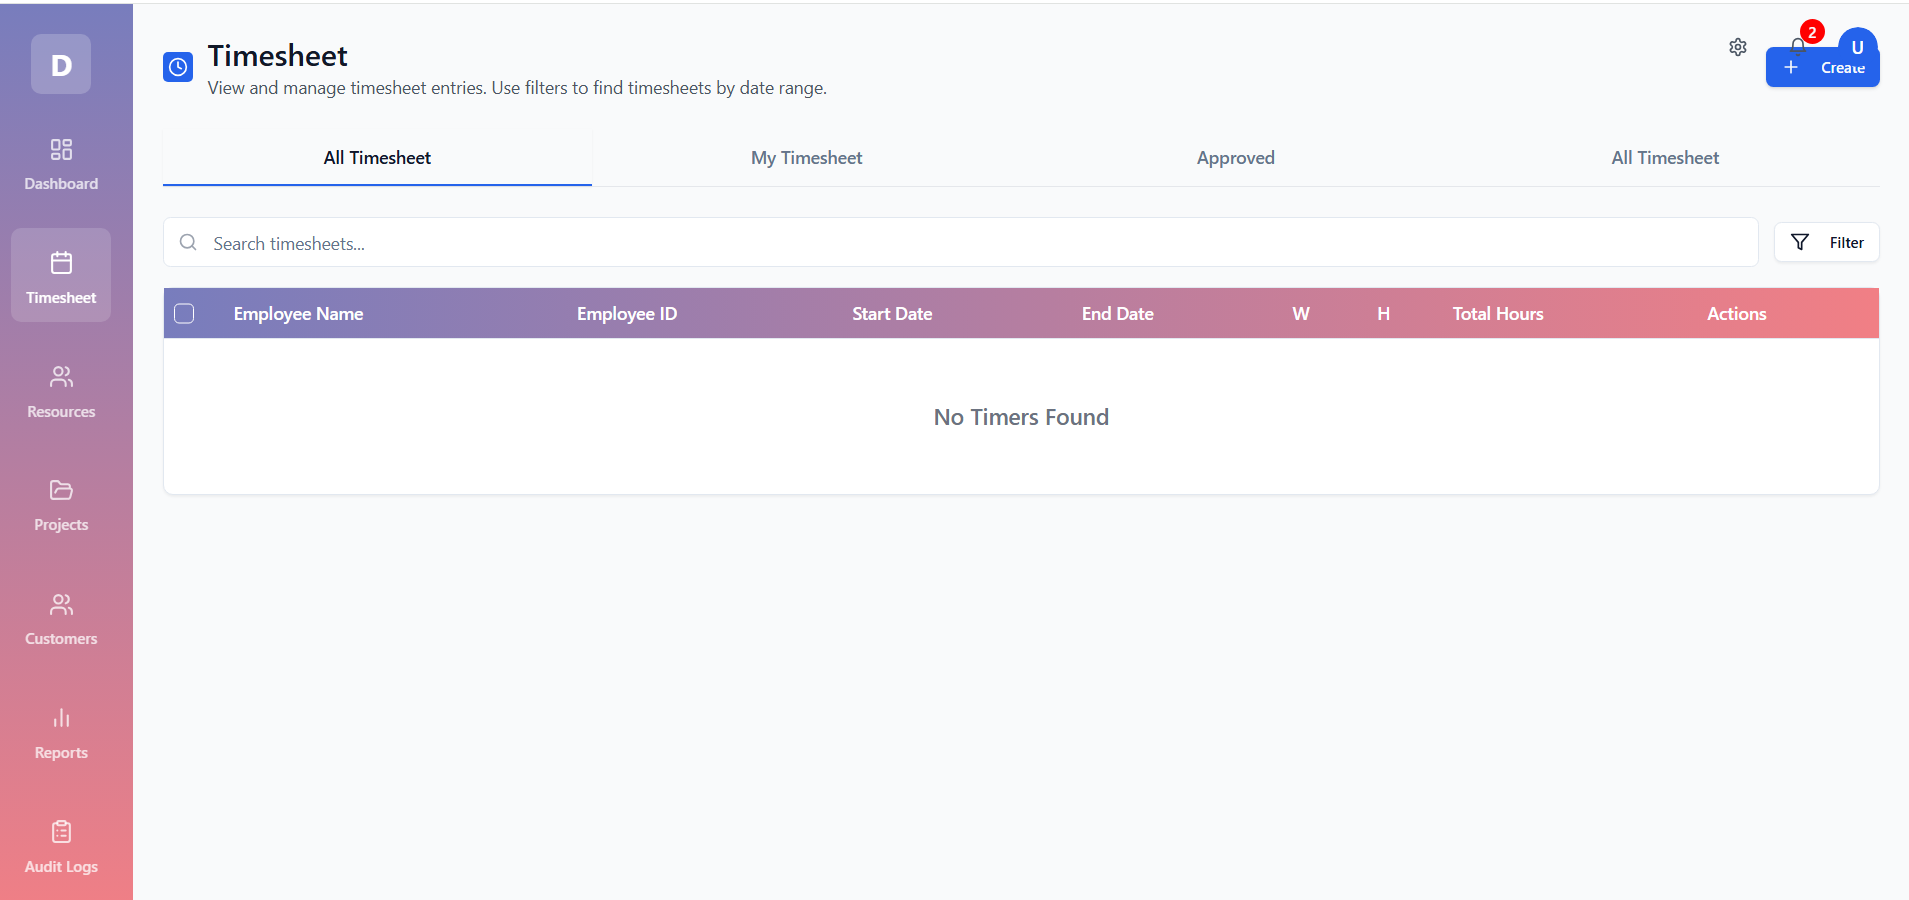 D
Dashboard
Timesheet
Resources
Projects
Customers
Reports
Audit Logs
Timesheet
View and manage timesheet entries. Use filters to find timesheets by date range.
2
U
Create
All Timesheet
My Timesheet
Approved
All Timesheet
Search timesheets...
Filter
Employee Name Employee ID Start Date End Date W H Total Hours Actions
No Timers Found